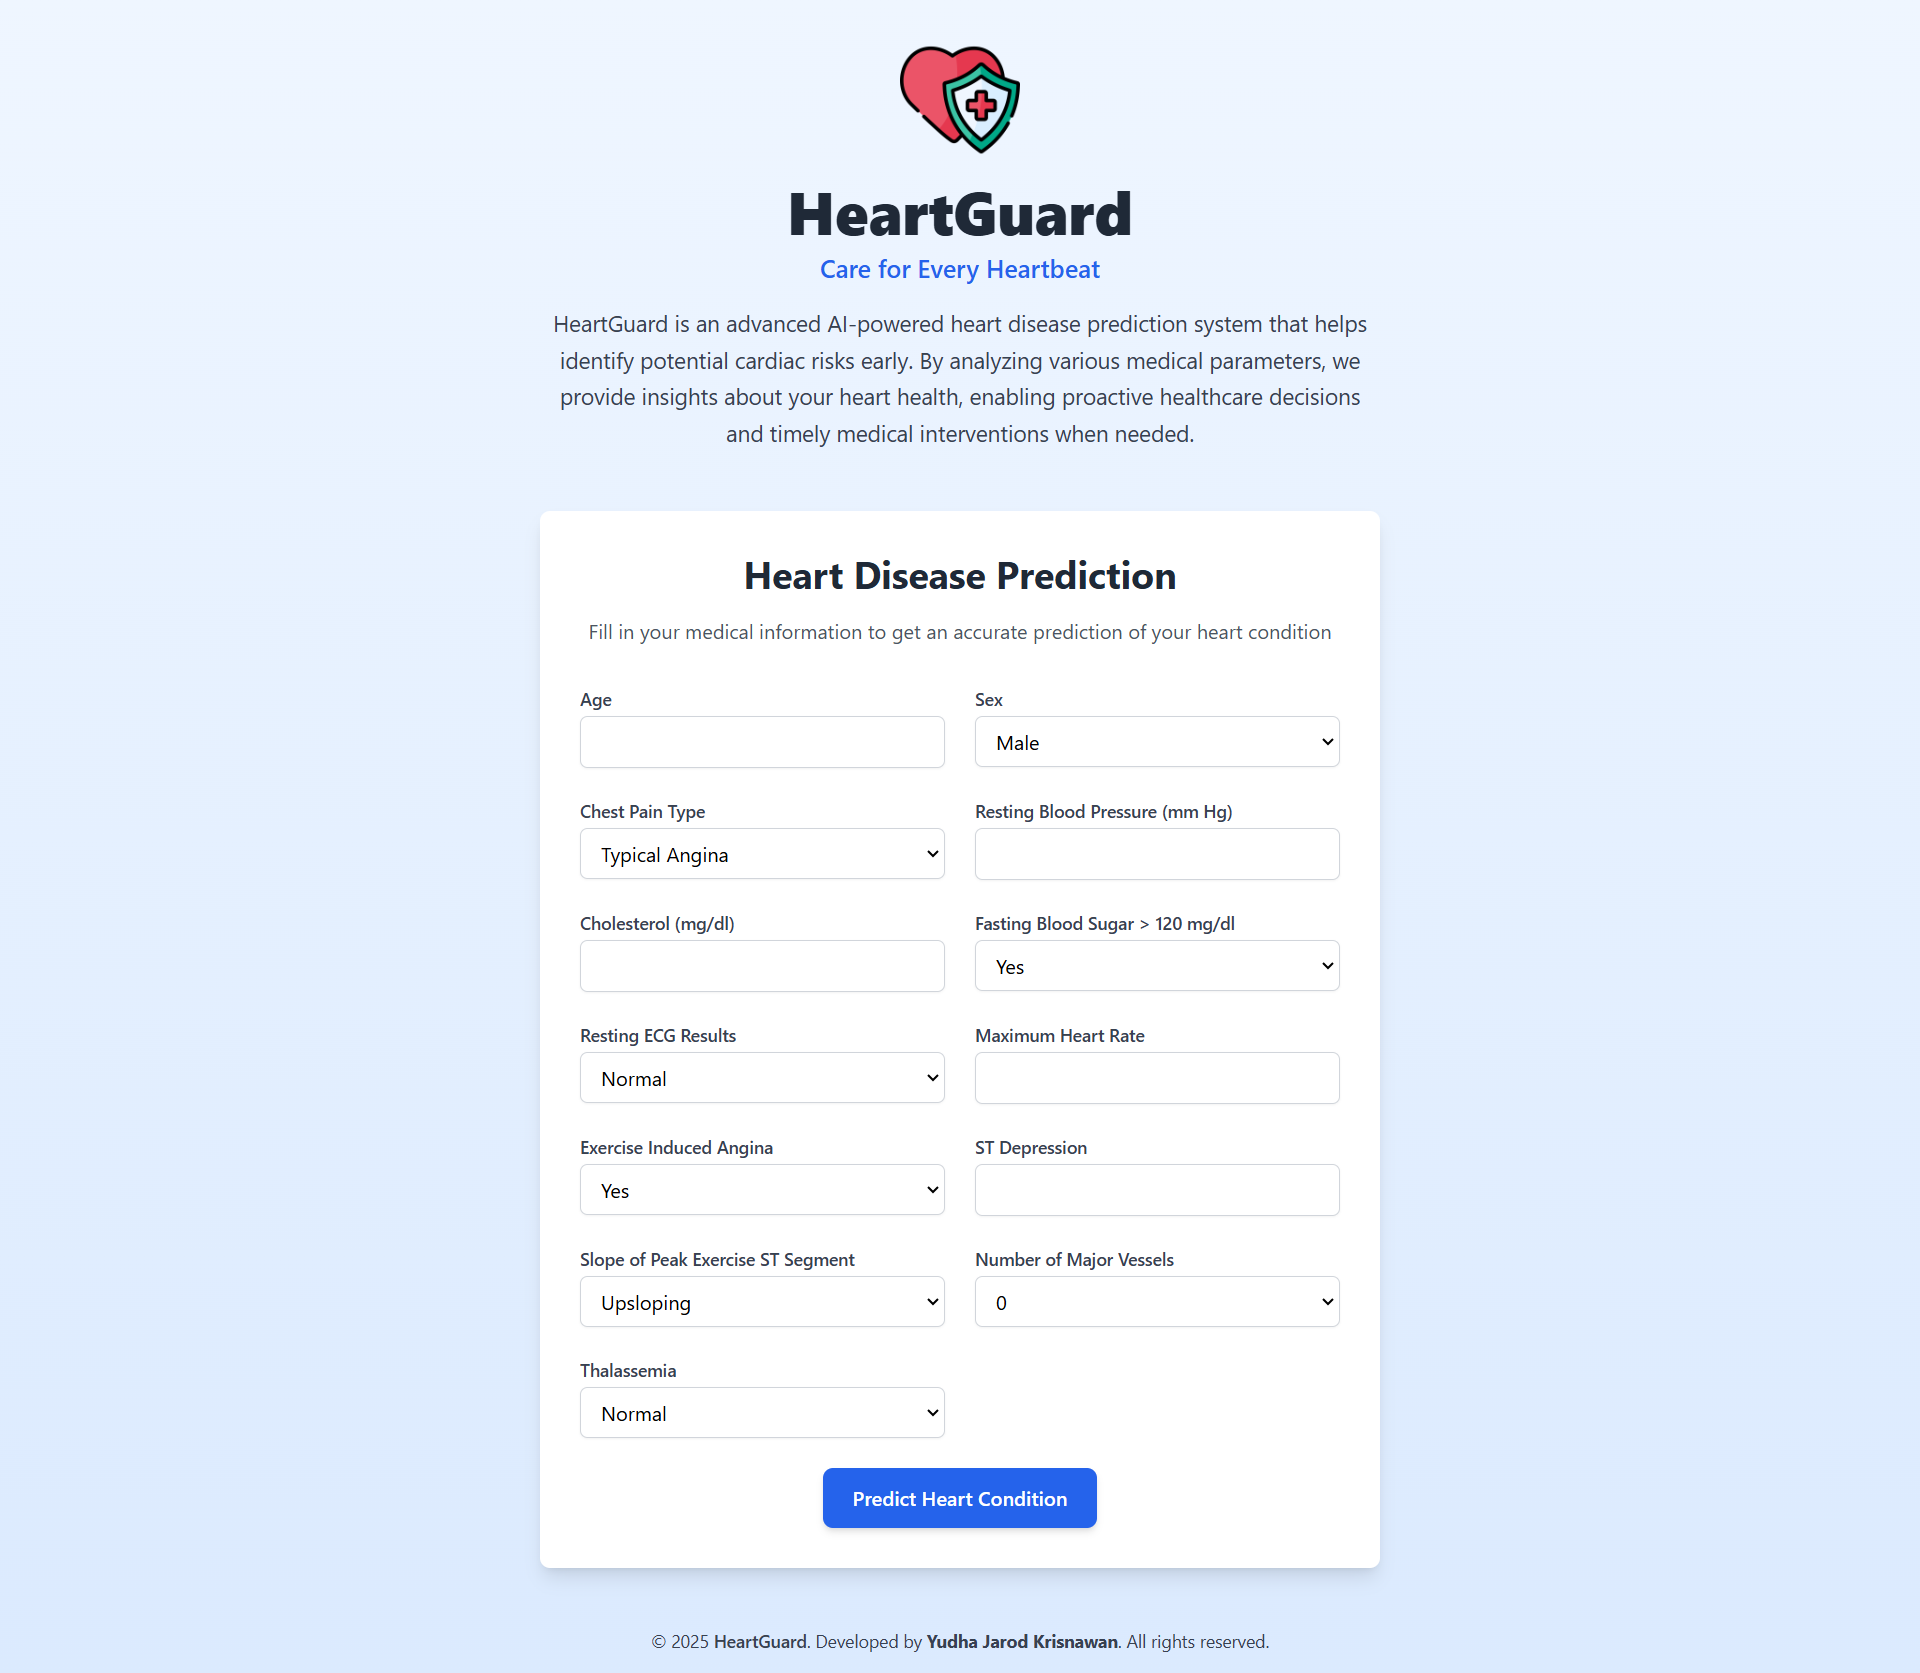 HeartGuard
Care for Every Heartbeat
HeartGuard is an advanced AI-powered heart disease prediction system that helps
identify potential cardiac risks early. By analyzing various medical parameters, we
provide insights about your heart health, enabling proactive healthcare decisions
and timely medical interventions when needed.
Heart Disease Prediction
Fill in your medical information to get an accurate prediction of your heart condition
Age
Sex
Male
Chest Pain Type
Resting Blood Pressure (mm Hg)
Typical Angina
Cholesterol (mg/dl)
Fasting Blood Sugar > 120 mg/dl
Yes
Resting ECG Results
Maximum Heart Rate
Normal
Exercise Induced Angina
ST Depression
Yes
Slope of Peak Exercise ST Segment
Number of Major Vessels
Upsloping
0
Thalassemia
Normal
Predict Heart Condition
© 2025 HeartGuard. Developed by Yudha Jarod Krisnawan. All rights reserved.